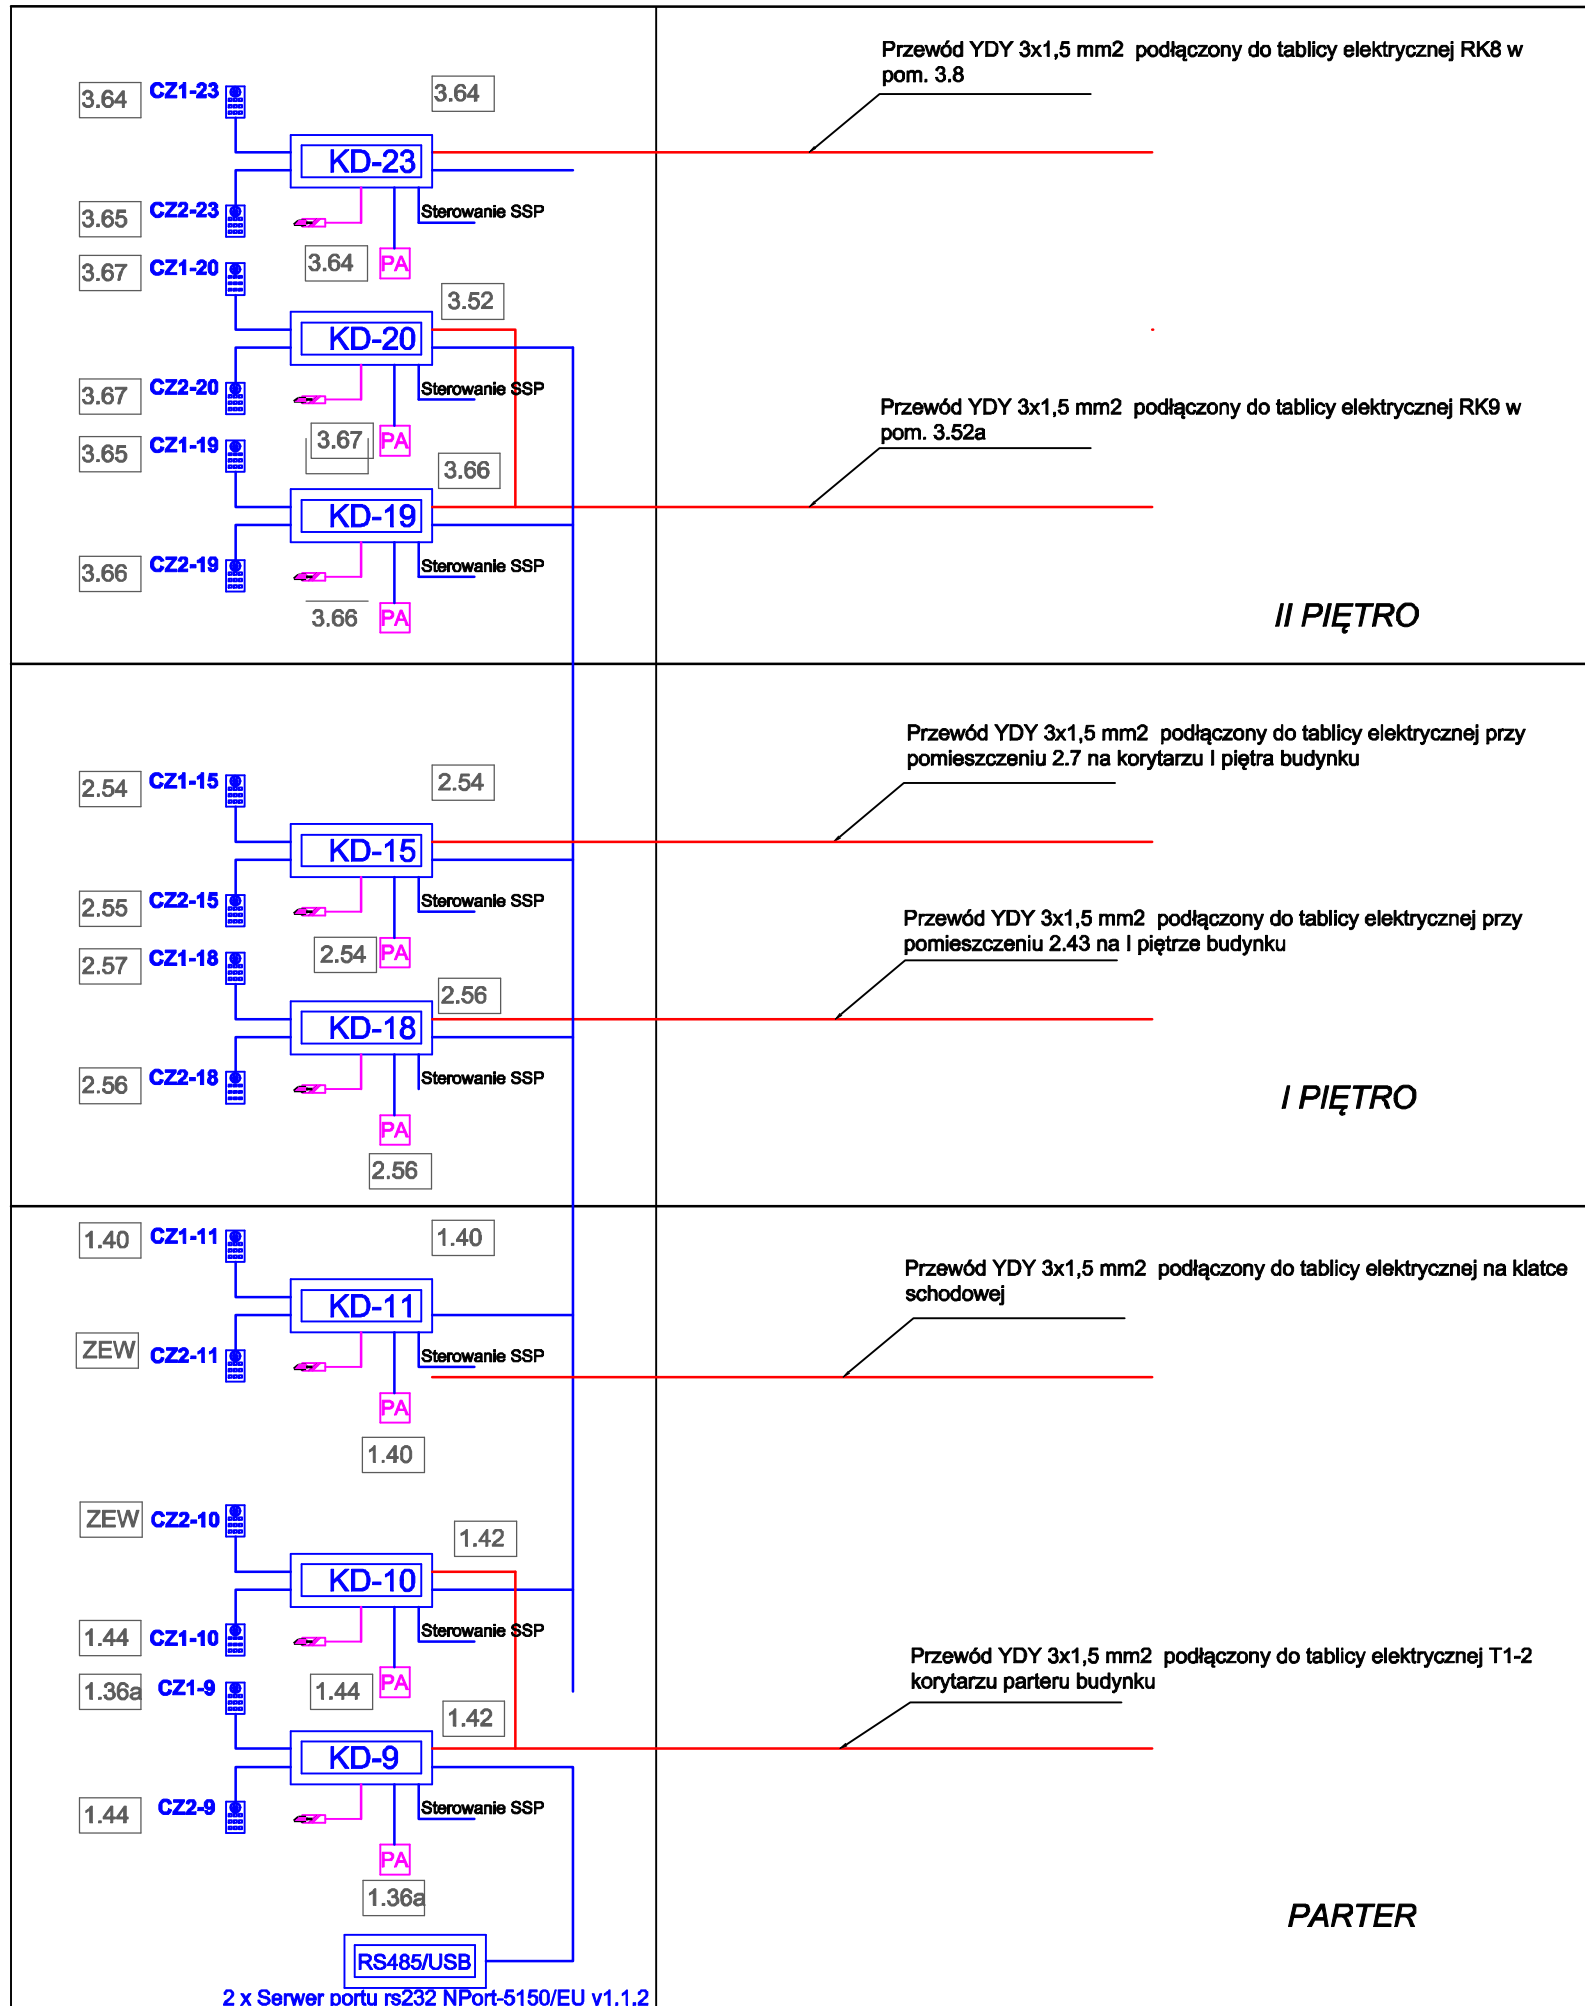 Przewód YDY 3x1,5 mm2 podłączony do tablicy elektrycznej RK8 w
pom. 3.8
3.64
CZ1-23
3.64
KD-23
3.65
CZ2-23
Sterowanie SSP
3.64
PA
3.67
CZ1-20
3.52
KD-20
3.67
CZ2-20
Sterowanie SSP
Przewód YDY 3x1,5 mm2 podłączony do tablicy elektrycznej RK9 w
pom. 3.52a
3.67
PA
3.65
CZ1-19
3.66
KD-19
3.66
CZ2-19
Sterowanie SSP
3.66
PA
II PIĘTRO
Przewód YDY 3x1,5 mm2 podłączony do tablicy elektrycznej przy
pomieszczeniu 2.7 na korytarzu I piętra budynku
2.54
CZ1-15
2.54
KD-15
2.55
CZ2-15
Sterowanie SSP
Przewód YDY 3x1,5 mm2 podłączony do tablicy elektrycznej przy
pomieszczeniu 2.43 na I piętrze budynku
2.54
PA
2.57
CZ1-18
2.56
KD-18
2.56
CZ2-18
Sterowanie SSP
PA
2.56
I PIĘTRO
1.40
CZ1-11
1.40
Przewód YDY 3x1,5 mm2 podłączony do tablicy elektrycznej na klatce
schodowej
KD-11
ZEW
CZ2-11
Sterowanie SSP
PA
1.40
ZEW
CZ2-10
1.42
KD-10
1.44
CZ1-10
Sterowanie SSP
Przewód YDY 3x1,5 mm2 podłączony do tablicy elektrycznej T1-2
korytarzu parteru budynku
1.44
PA
1.36a
CZ1-9
1.42
KD-9
1.44
CZ2-9
Sterowanie SSP
PA
1.36a
PARTER
RS485/USB
2 x Serwer portu rs232 NPort-5150/EU v1.1.2